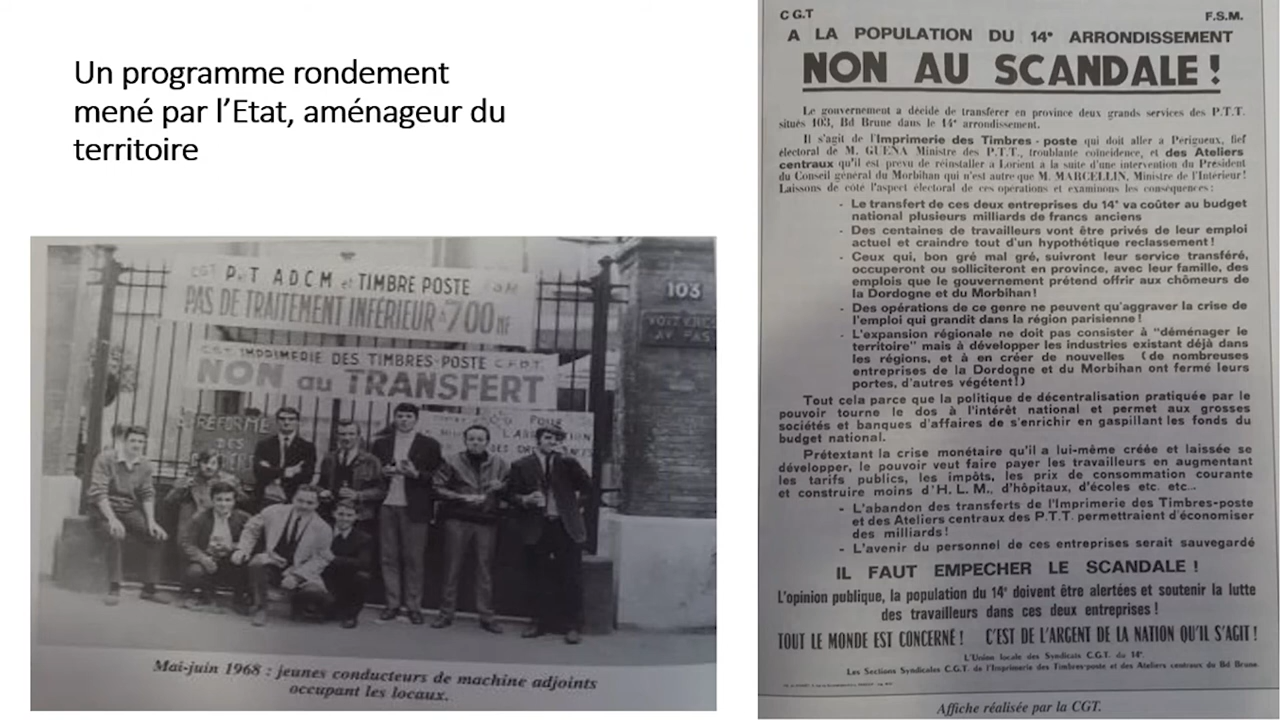 Un programme rondement
mené par l'Etat, aménageur du
territoire
CGT P.T ADCM et TIMBRE POSTE
PAS DE TRAITEMENT INFÉRIEUR à 700 NF
103
CGT IMPRIMERIE DES TIMBRES-POSTE C.F.D.T.
NON au TRANSFERT
REFORME
DES
POUR
Mai-juin 1968 : jeunes conducteurs de machine adjoints
occupant les locaux.
C G.T F.S.M.
A LA POPULATION DU 14e ARRONDISSEMENT
NON AU SCANDALE !
Le gouvernement a décidé de transférer en province deux grands services des P.T.T.
situés 103, Bd Brune dans le 14e arrondissement.
Il s'agit de l'Imprimerie des Timbres - poste qui doit aller a Perigueux, fief
électoral de M. GUENA Ministre des P.T.T., troublante coïncidence, et des Ateliers
centraux qu'il est prevu de réinstaller a Lorient a la suite d'une intervention du President
du Conseil général du Morbihan qui n'est autre que M. MARCELLIN, Ministre de l'Intérieur!
Laissons de côté l'aspect électoral de ces opérations et examinons les conséquences :
- Le transfert de ces deux entreprises du 14e va coûter au budget
national plusieurs milliards de francs anciens
- Des centaines de travailleurs vont être privés de leur emploi
actuel et craindre tout d'un hypothétique reclassement !
- Ceux qui, bon gré mal gré, suivront leur service transféré,
occuperont ou solliciteront en province, avec leur famille, des
emplois que le gouvernement prétend offrir aux chômeurs de
la Dordogne et du Morbihan !
- Des opérations de ce genre ne peuvent qu'aggraver la crise de
l'emploi qui grandit dans la région parisienne !
- L'expansion régionale ne doit pas consister à "déménager le
territoire" mais à développer les industries existant déjà dans
les régions, et à en créer de nouvelles (de nombreuses
entreprises de la Dordogne et du Morbihan ont fermé leurs
portes, d'autres végétent!)
Tout cela parce que la politique de décentralisation pratiquée par le
pouvoir tourne le dos à l'intérêt national et permet aux grosses
sociétés et banques d'affaires de s'enrichir en gaspillant les fonds du
budget national.
Prétextant la crise monétaire qu'il a lui-même créée et laissée se
développer, le pouvoir veut faire payer les travailleurs en augmentant
les tarifs publics, les impôts, les prix de consommation courante
et construire moins d'H. L. M., d'hôpitaux, d'écoles etc. etc...
- L'abandon des transferts de l'Imprimerie des Timbres-poste
et des Ateliers centraux des P.T.T. permettraient d'économiser
des milliards !
- L'avenir du personnel de ces entreprises serait sauvegardé
IL FAUT EMPECHER LE SCANDALE !
L'opinion publique, la population du 14e doivent être alertées et soutenir la lutte
des travailleurs dans ces deux entreprises !
TOUT LE MONDE EST CONCERNÉ ! C'EST DE L'ARGENT DE LA NATION QU'IL S'AGIT !
L'Union locale des Syndicats C.G.T. du 14e.
Les Sections Syndicales C.G.T. de l'Imprimerie des Timbres-poste et des Ateliers centraux du Bd Brune
Affiche réalisée par la CGT.